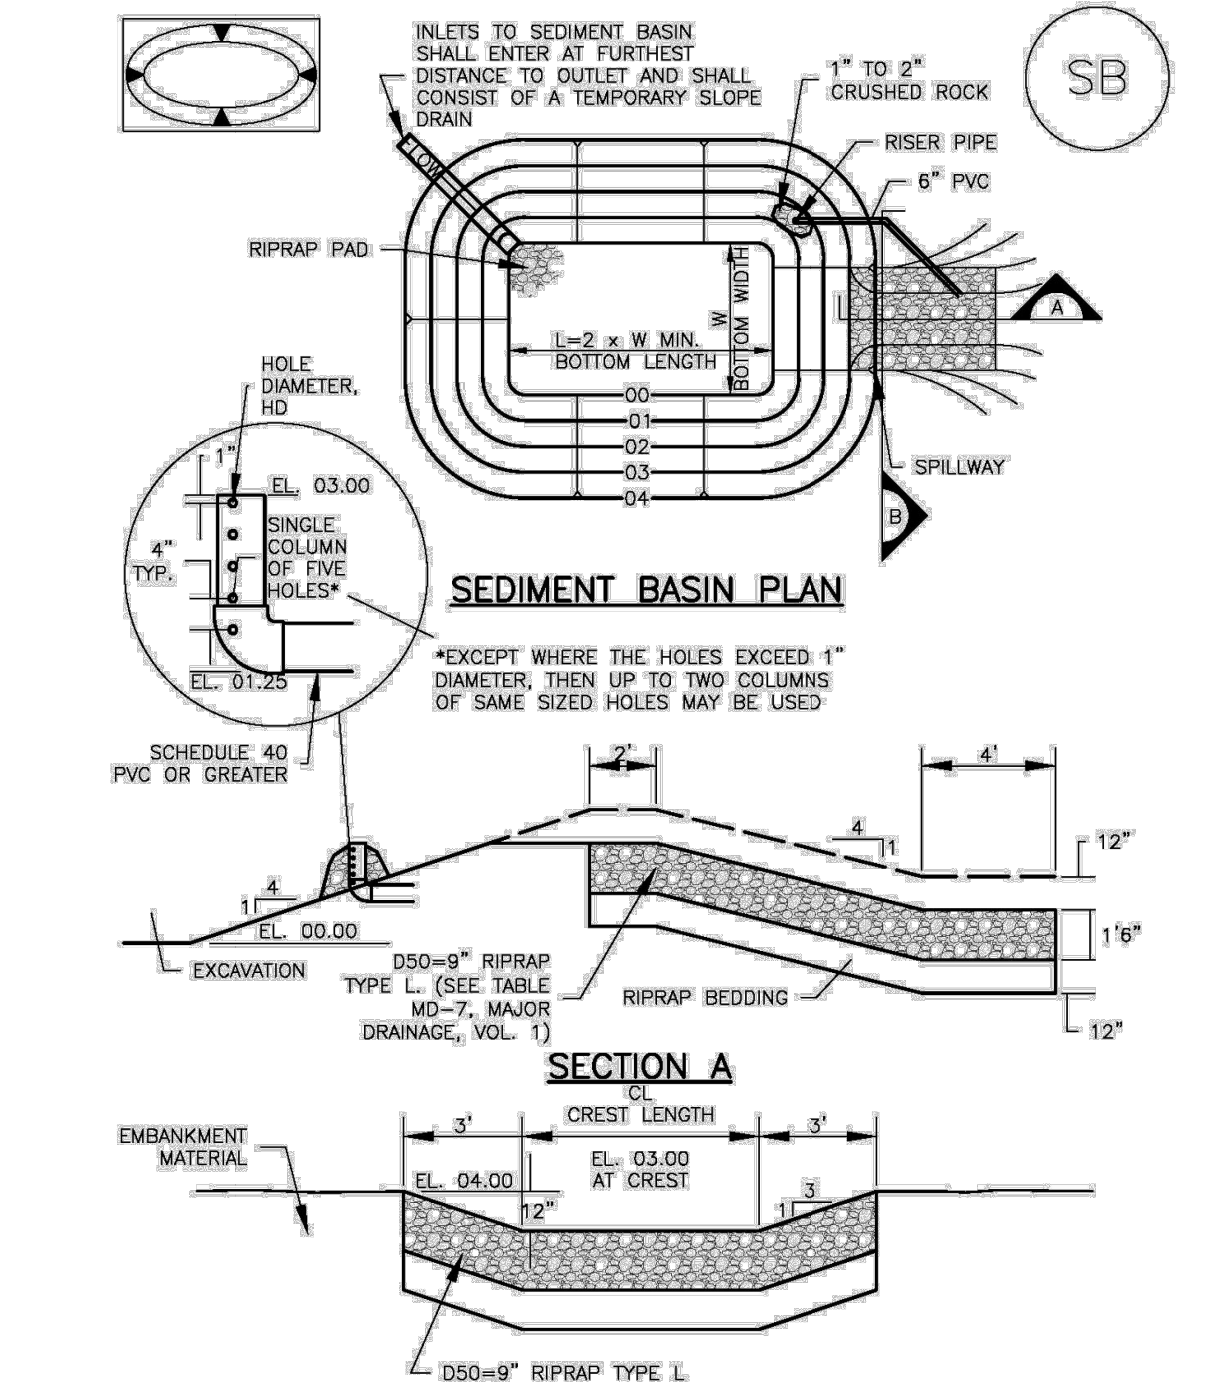 INLETS TO SEDIMENT BASIN
SHALL ENTER AT FURTHEST
DISTANCE TO OUTLET AND SHALL
CONSIST OF A TEMPORARY SLOPE
DRAIN
1" TO 2"
CRUSHED ROCK
SB
RISER PIPE
6" PVC
FLOW
RIPRAP PAD
W
BOTTOM WIDTH
L=2 x W MIN.
BOTTOM LENGTH
A
00
01
02
03
04
SPILLWAY
B
HOLE
DIAMETER,
HD
1"
EL. 03.00
SINGLE
COLUMN
OF FIVE
HOLES*
4"
TYP.
EL. 01.25
SEDIMENT BASIN PLAN
*EXCEPT WHERE THE HOLES EXCEED 1"
DIAMETER, THEN UP TO TWO COLUMNS
OF SAME SIZED HOLES MAY BE USED
SCHEDULE 40
PVC OR GREATER
2'
4'
4
1
12"
4
1
EL. 00.00
1'6"
EXCAVATION
D50=9" RIPRAP
TYPE L. (SEE TABLE
MD-7, MAJOR
DRAINAGE, VOL. 1)
RIPRAP BEDDING
12"
SECTION A
CL
CREST LENGTH
3'
3'
EMBANKMENT
MATERIAL
EL. 04.00
EL. 03.00
AT CREST
12"
3
1
D50=9" RIPRAP TYPE L